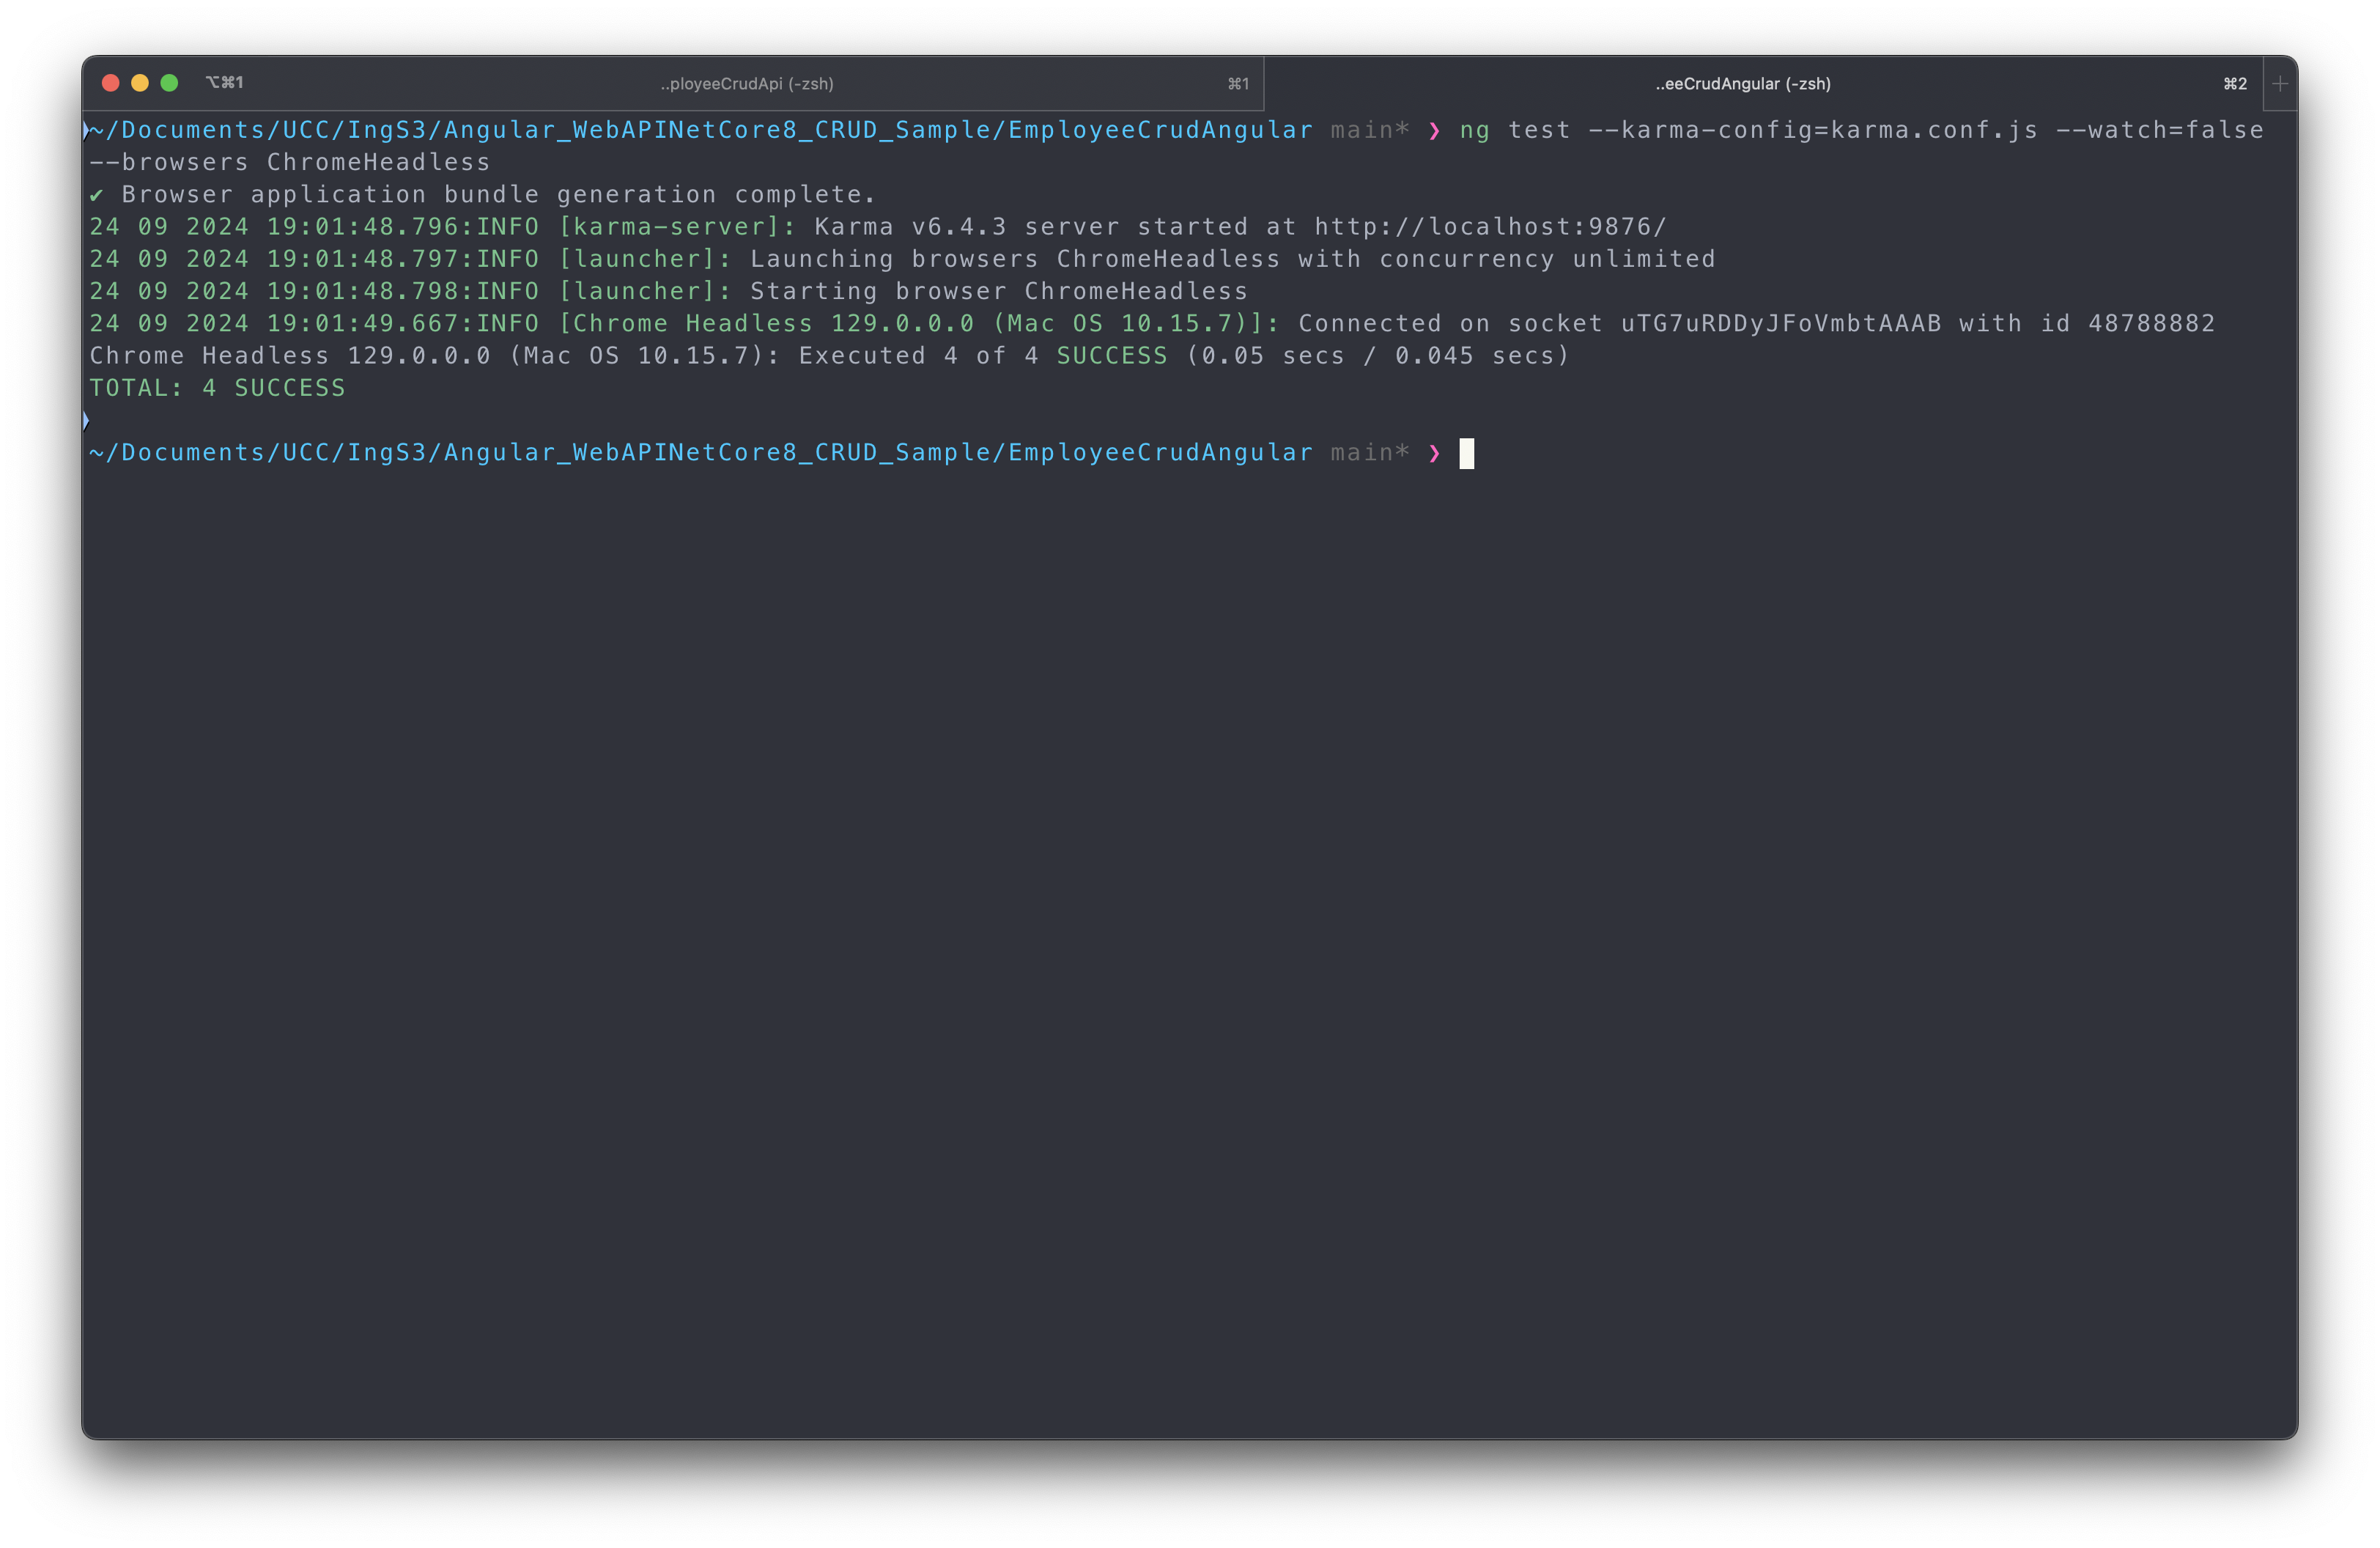 ⌥⌘1 ..ployeeCrudApi (-zsh) ⌘1 ..eeCrudAngular (-zsh) ⌘2 +
~/Documents/UCC/IngS3/Angular_WebAPINetCore8_CRUD_Sample/EmployeeCrudAngular main* ❯ ng test --karma-config=karma.conf.js --watch=false
--browsers ChromeHeadless
✔ Browser application bundle generation complete.
24 09 2024 19:01:48.796:INFO [karma-server]: Karma v6.4.3 server started at http://localhost:9876/
24 09 2024 19:01:48.797:INFO [launcher]: Launching browsers ChromeHeadless with concurrency unlimited
24 09 2024 19:01:48.798:INFO [launcher]: Starting browser ChromeHeadless
24 09 2024 19:01:49.667:INFO [Chrome Headless 129.0.0.0 (Mac OS 10.15.7)]: Connected on socket uTG7uRDDyJFoVmbtAAAB with id 48788882
Chrome Headless 129.0.0.0 (Mac OS 10.15.7): Executed 4 of 4 SUCCESS (0.05 secs / 0.045 secs)
TOTAL: 4 SUCCESS
~/Documents/UCC/IngS3/Angular_WebAPINetCore8_CRUD_Sample/EmployeeCrudAngular main* ❯